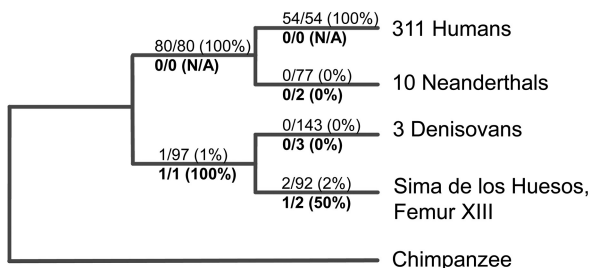 54/54 (100%)
0/0 (N/A)
311 Humans
80/80 (100%)
0/0 (N/A)
0/77 (0%)
0/2 (0%)
10 Neanderthals
0/143 (0%)
0/3 (0%)
3 Denisovans
1/97 (1%)
1/1 (100%)
2/92 (2%)
1/2 (50%)
Sima de los Huesos,
Femur XIII
Chimpanzee